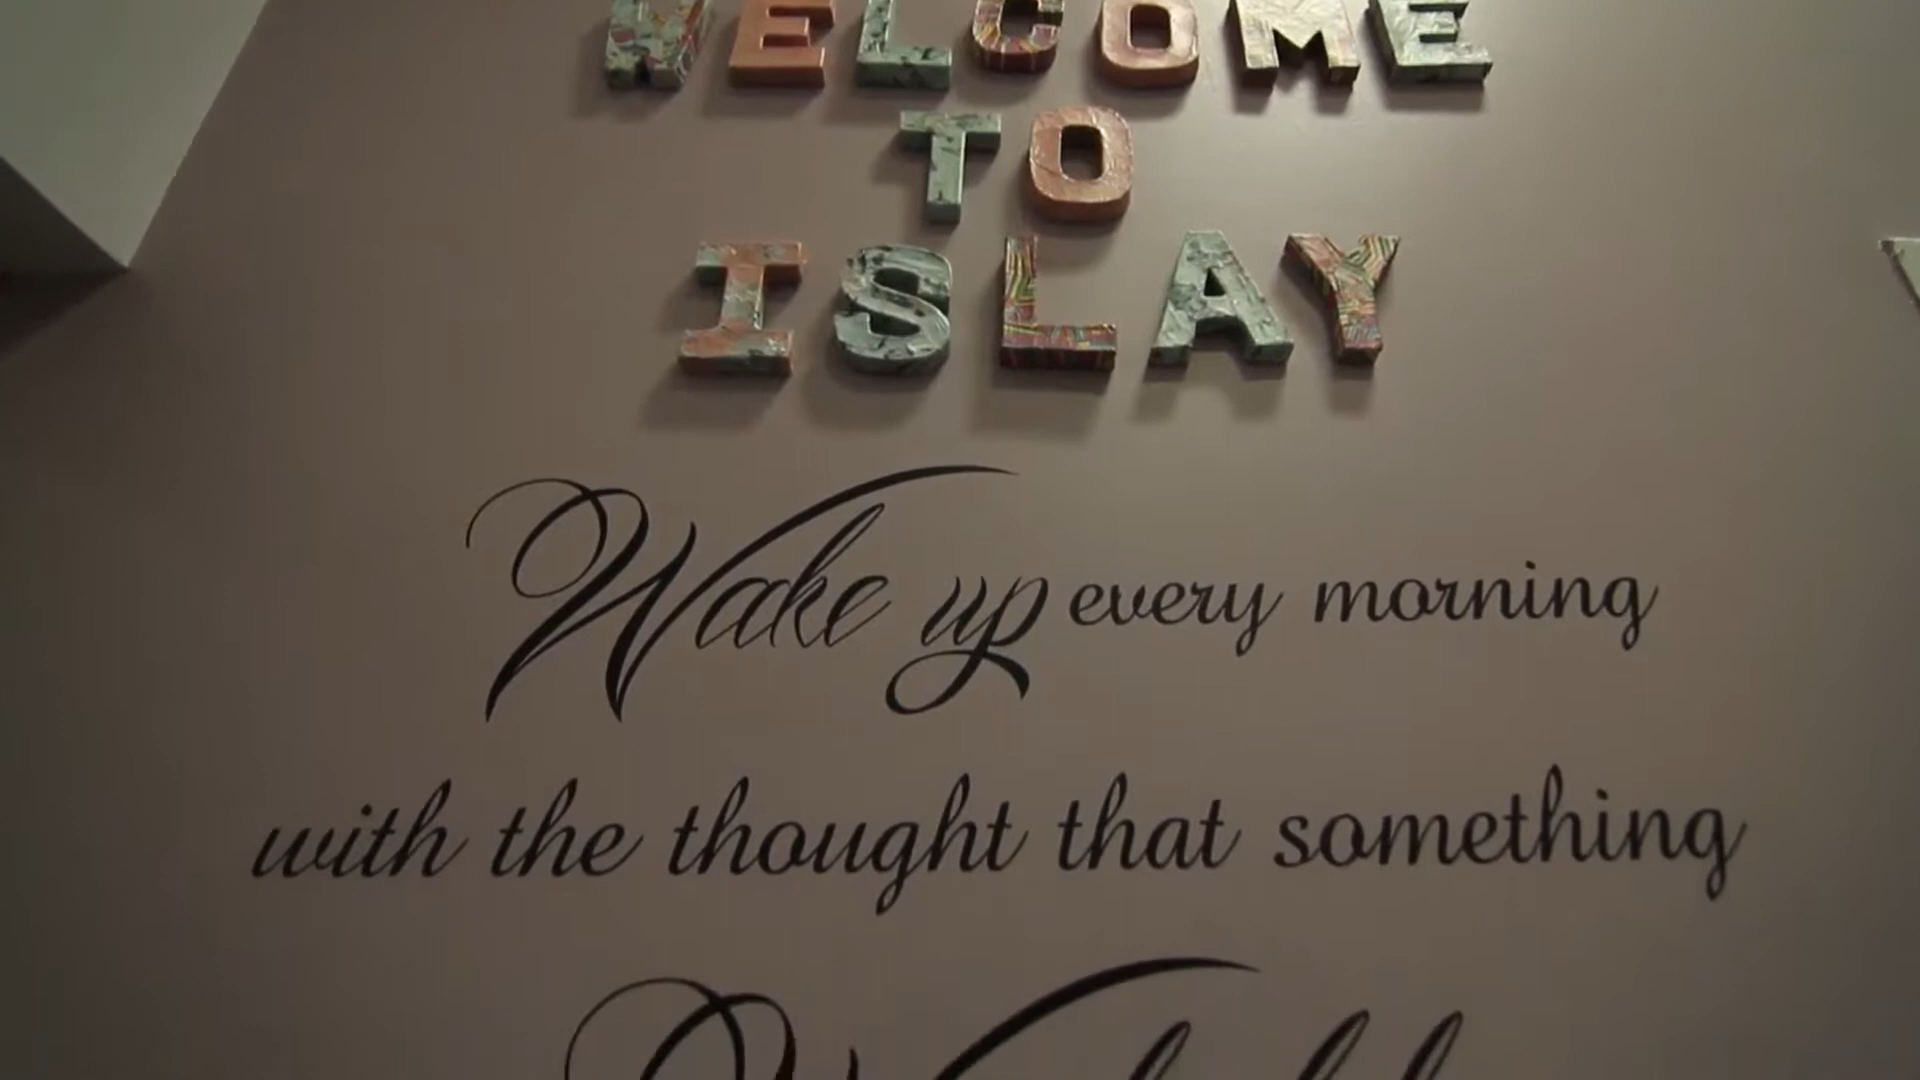 WELCOME
TO
ISLAY
Wake up every morning
with the thought that something